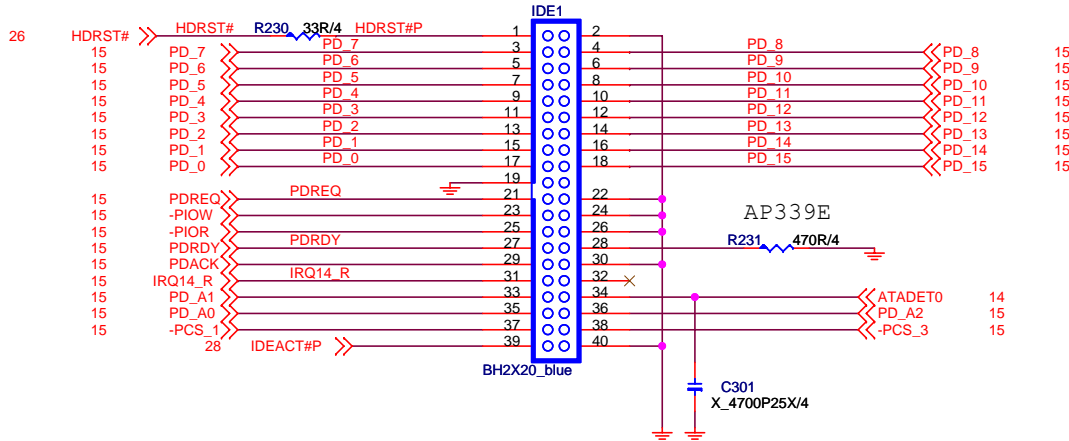 IDE1
26 HDRST# HDRST# R230 33R/4 HDRST#P 1 2
15 PD_7 PD_7 3 4 PD_8 PD_8 15
15 PD_6 PD_6 5 6 PD_9 PD_9 15
15 PD_5 PD_5 7 8 PD_10 PD_10 15
15 PD_4 PD_4 9 10 PD_11 PD_11 15
15 PD_3 PD_3 11 12 PD_12 PD_12 15
15 PD_2 PD_2 13 14 PD_13 PD_13 15
15 PD_1 PD_1 15 16 PD_14 PD_14 15
15 PD_0 PD_0 17 18 PD_15 PD_15 15
19
15 PDREQ PDREQ 21 22
15 -PIOW 23 24 AP339E
15 -PIOR 25 26
15 PDRDY PDRDY 27 28 R231 470R/4
15 PDACK 29 30
15 IRQ14_R IRQ14_R 31 32
15 PD_A1 33 34 ATADET0 14
15 PD_A0 35 36 PD_A2 15
15 -PCS_1 37 38 -PCS_3 15
28 IDEACT#P 39 40
BH2X20_blue
C301
X_4700P25X/4